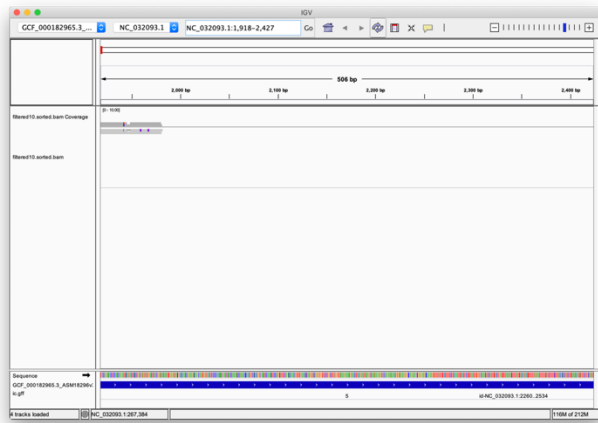 IGV
GCF_000182965.3_... NC_032093.1 NC_032093.1:1,918-2,427 Go
506 bp
2,000 bp 2,100 bp 2,200 bp 2,300 bp 2,400 bp
filtered10.sorted.bam Coverage
[0 - 10.00]
filtered10.sorted.bam
Sequence
GCF_000182965.3_ASM18296v
ic.gff
5 id-NC_032093.1:2260..2534
4 tracks loaded NC_032093.1:267,384 116M of 212M